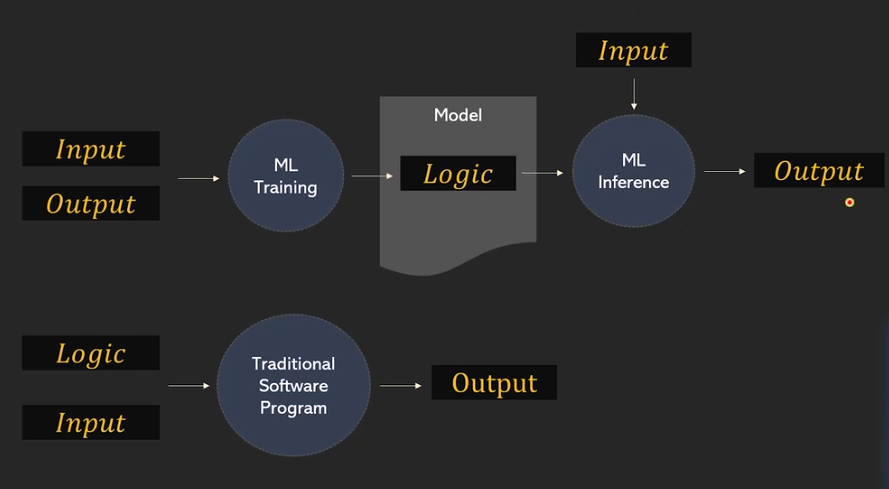 Input
Output
ML
Training
Model
Logic
Input
ML
Inference
Output
Logic
Input
Traditional
Software
Program
Output